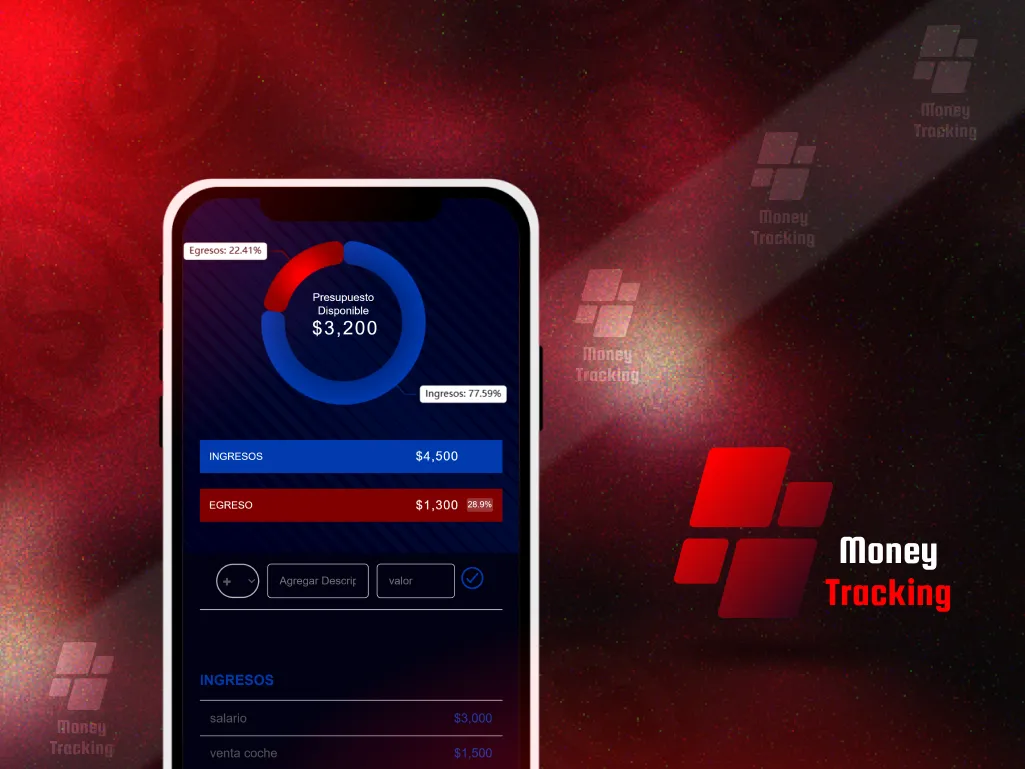 Money
Tracking
Money
Tracking
Egresos: 22.41%
Presupuesto
Disponible
$3,200
Money
Tracking
Ingresos: 77.59%
INGRESOS $4,500
EGRESO $1,300 28.9%
Money
Tracking
+ Agregar Descrip valor
INGRESOS
salario $3,000
Money
Tracking
venta coche $1,500